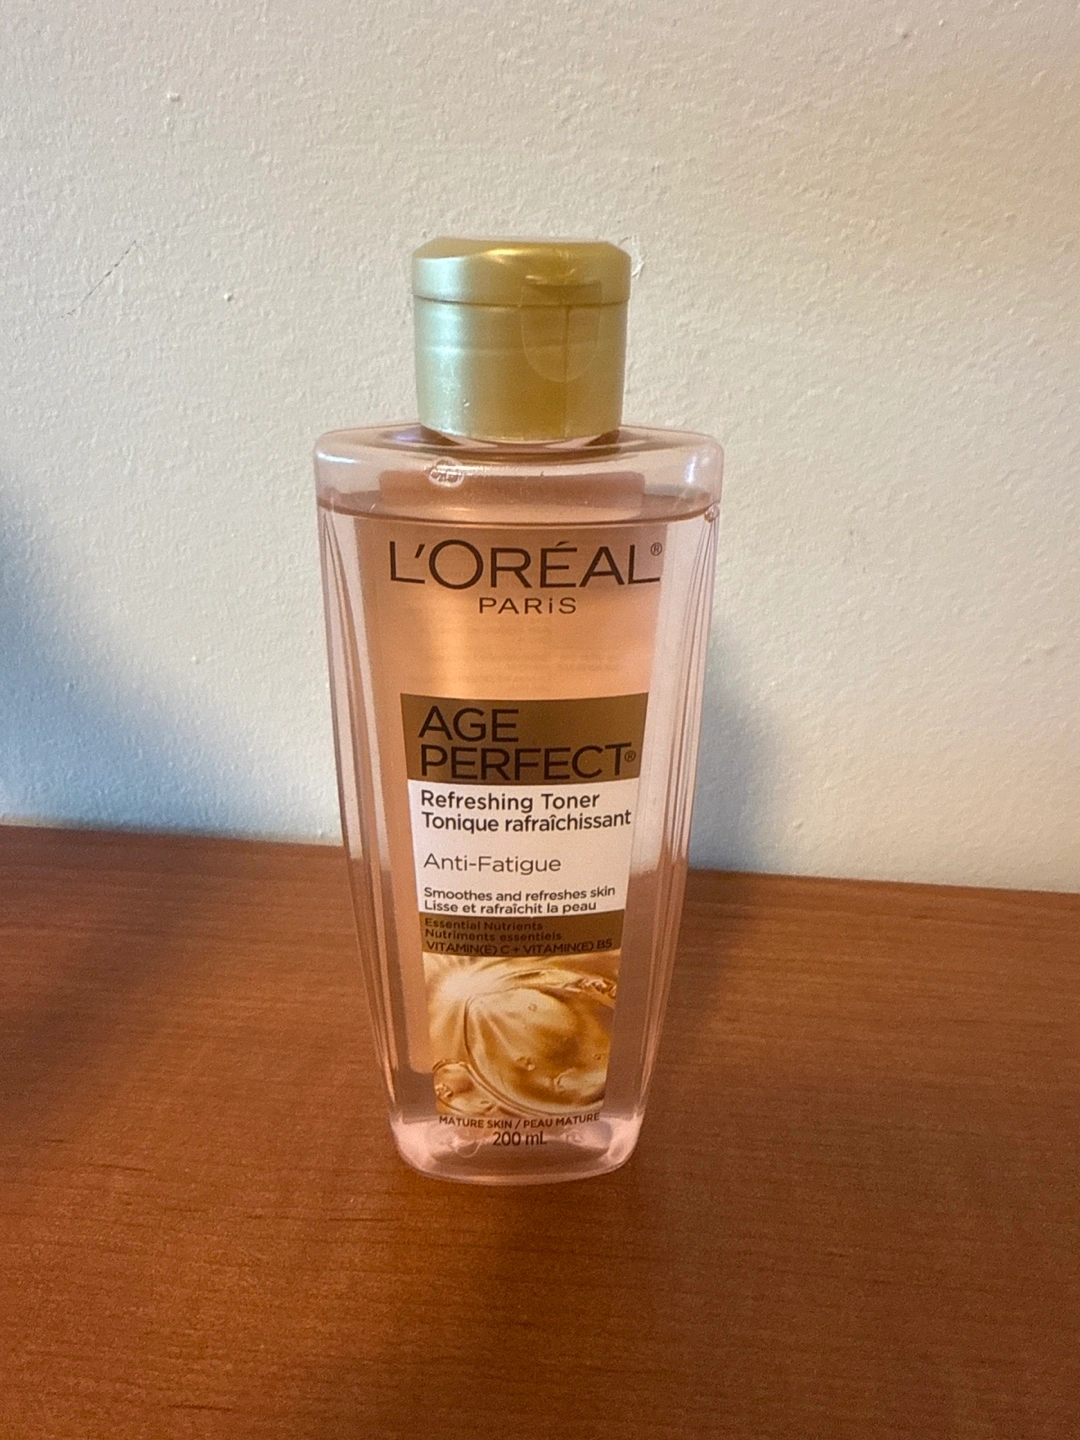 L'ORÉAL®
PARiS
AGE
PERFECT®
Refreshing Toner
Tonique rafraîchissant
Anti-Fatigue
Smoothes and refreshes skin
Lisse et rafraîchit la peau
Essential Nutrients
Nutriments essentiels
VITAMIN(E) C + VITAMIN(E) B5
MATURE SKIN / PEAU MATURE
200 mL